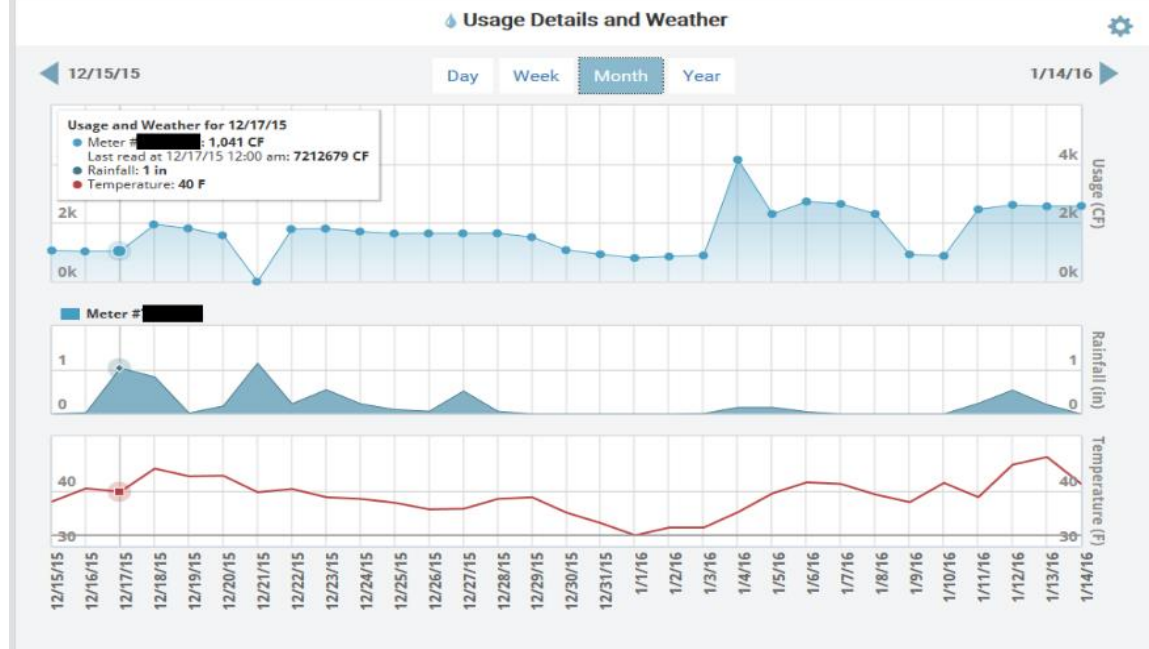 Usage Details and Weather
12/15/15
Day Week Month Year
1/14/16
Usage and Weather for 12/17/15
Meter # : 1,041 CF
Last read at 12/17/15 12:00 am: 7212679 CF
Rainfall: 1 in
Temperature: 40 F
4k
2k 2k
0k 0k
Usage (CF)
Meter #
1 1
0 0
Rainfall (in)
40 40
30 30
Temperature (F)
12/15/15
12/16/15
12/17/15
12/18/15
12/19/15
12/20/15
12/21/15
12/22/15
12/23/15
12/24/15
12/25/15
12/26/15
12/27/15
12/28/15
12/29/15
12/30/15
12/31/15
1/1/16
1/2/16
1/3/16
1/4/16
1/5/16
1/6/16
1/7/16
1/8/16
1/9/16
1/10/16
1/11/16
1/12/16
1/13/16
1/14/16